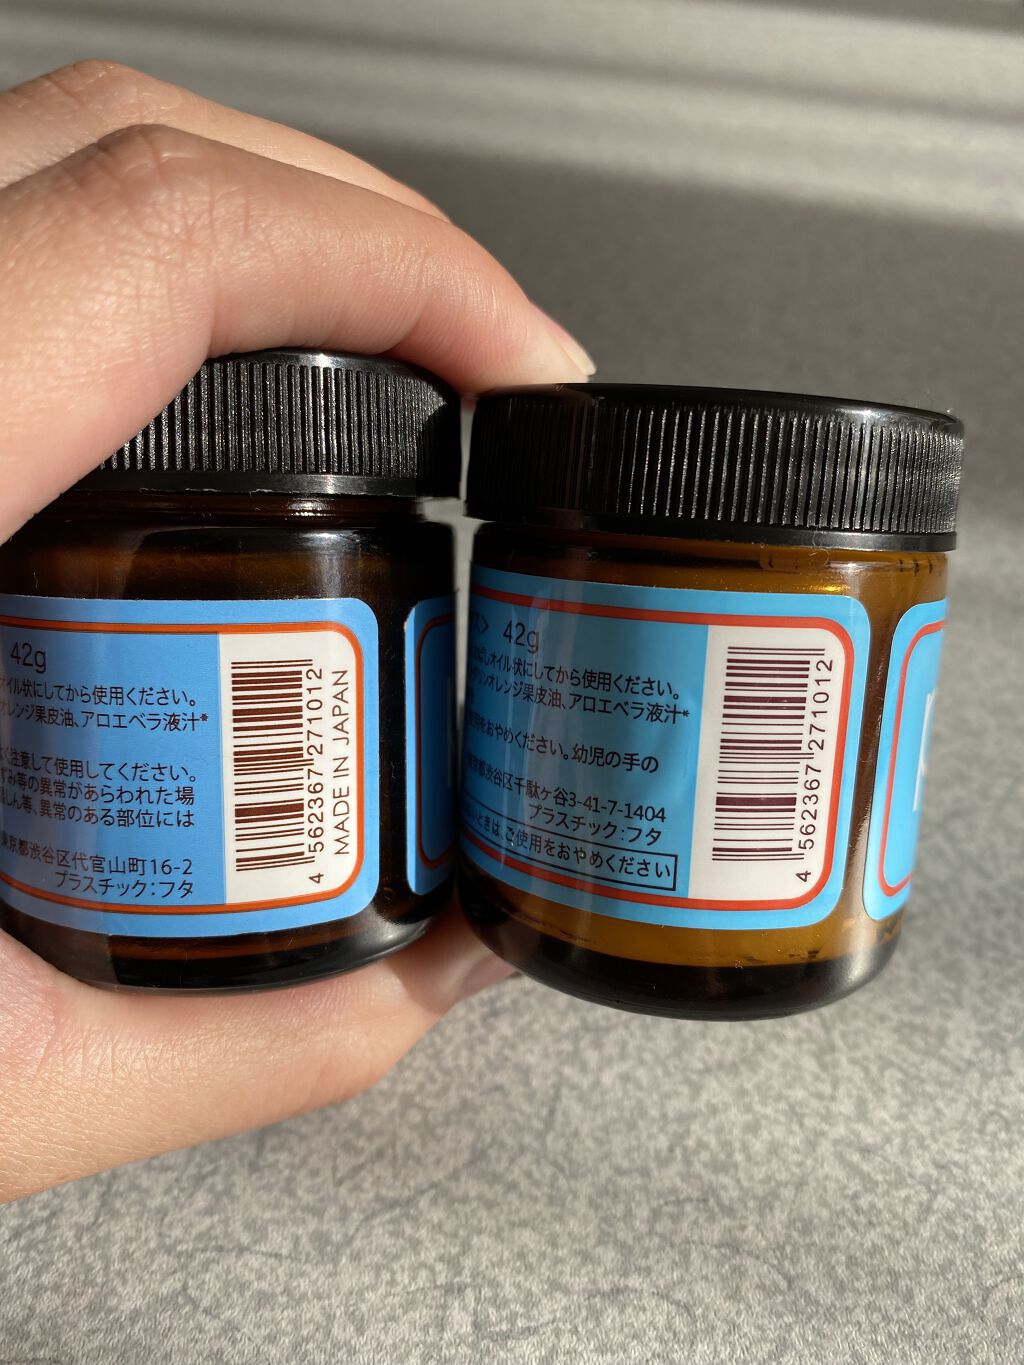 42g
オイル状にしてから使用ください。
オレンジ果皮油、アロエベラ液汁*
注意して使用してください。
等の異常があらわれた場
しん等、異常のある部位には
東京都渋谷区代官山町16-2
プラスチック:フタ
4 562367 271012
MADE IN JAPAN
ス> 42g
のばしオイル状にしてから使用ください。
リンオレンジ果皮油、アロエベラ液汁*
使用をおやめください。幼児の手の
東京都渋谷区千駄ヶ谷3-41-7-1404
プラスチック:フタ
ないときは、ご使用をおやめください
4 562367 271012